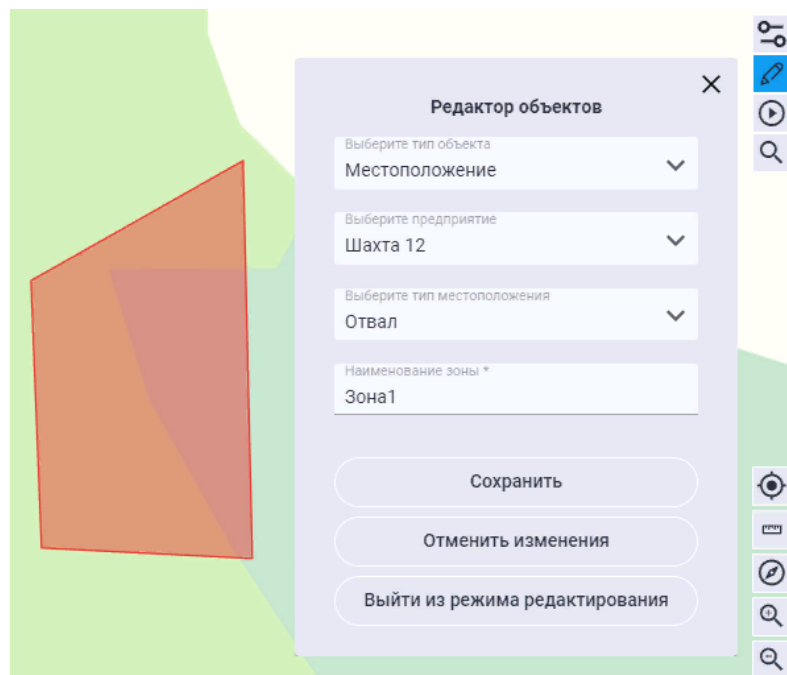 Редактор объектов
Выберите тип объекта
Местоположение
Выберите предприятие
Шахта 12
Выберите тип местоположения
Отвал
Наименование зоны *
Зона1
Сохранить
Отменить изменения
Выйти из режима редактирования